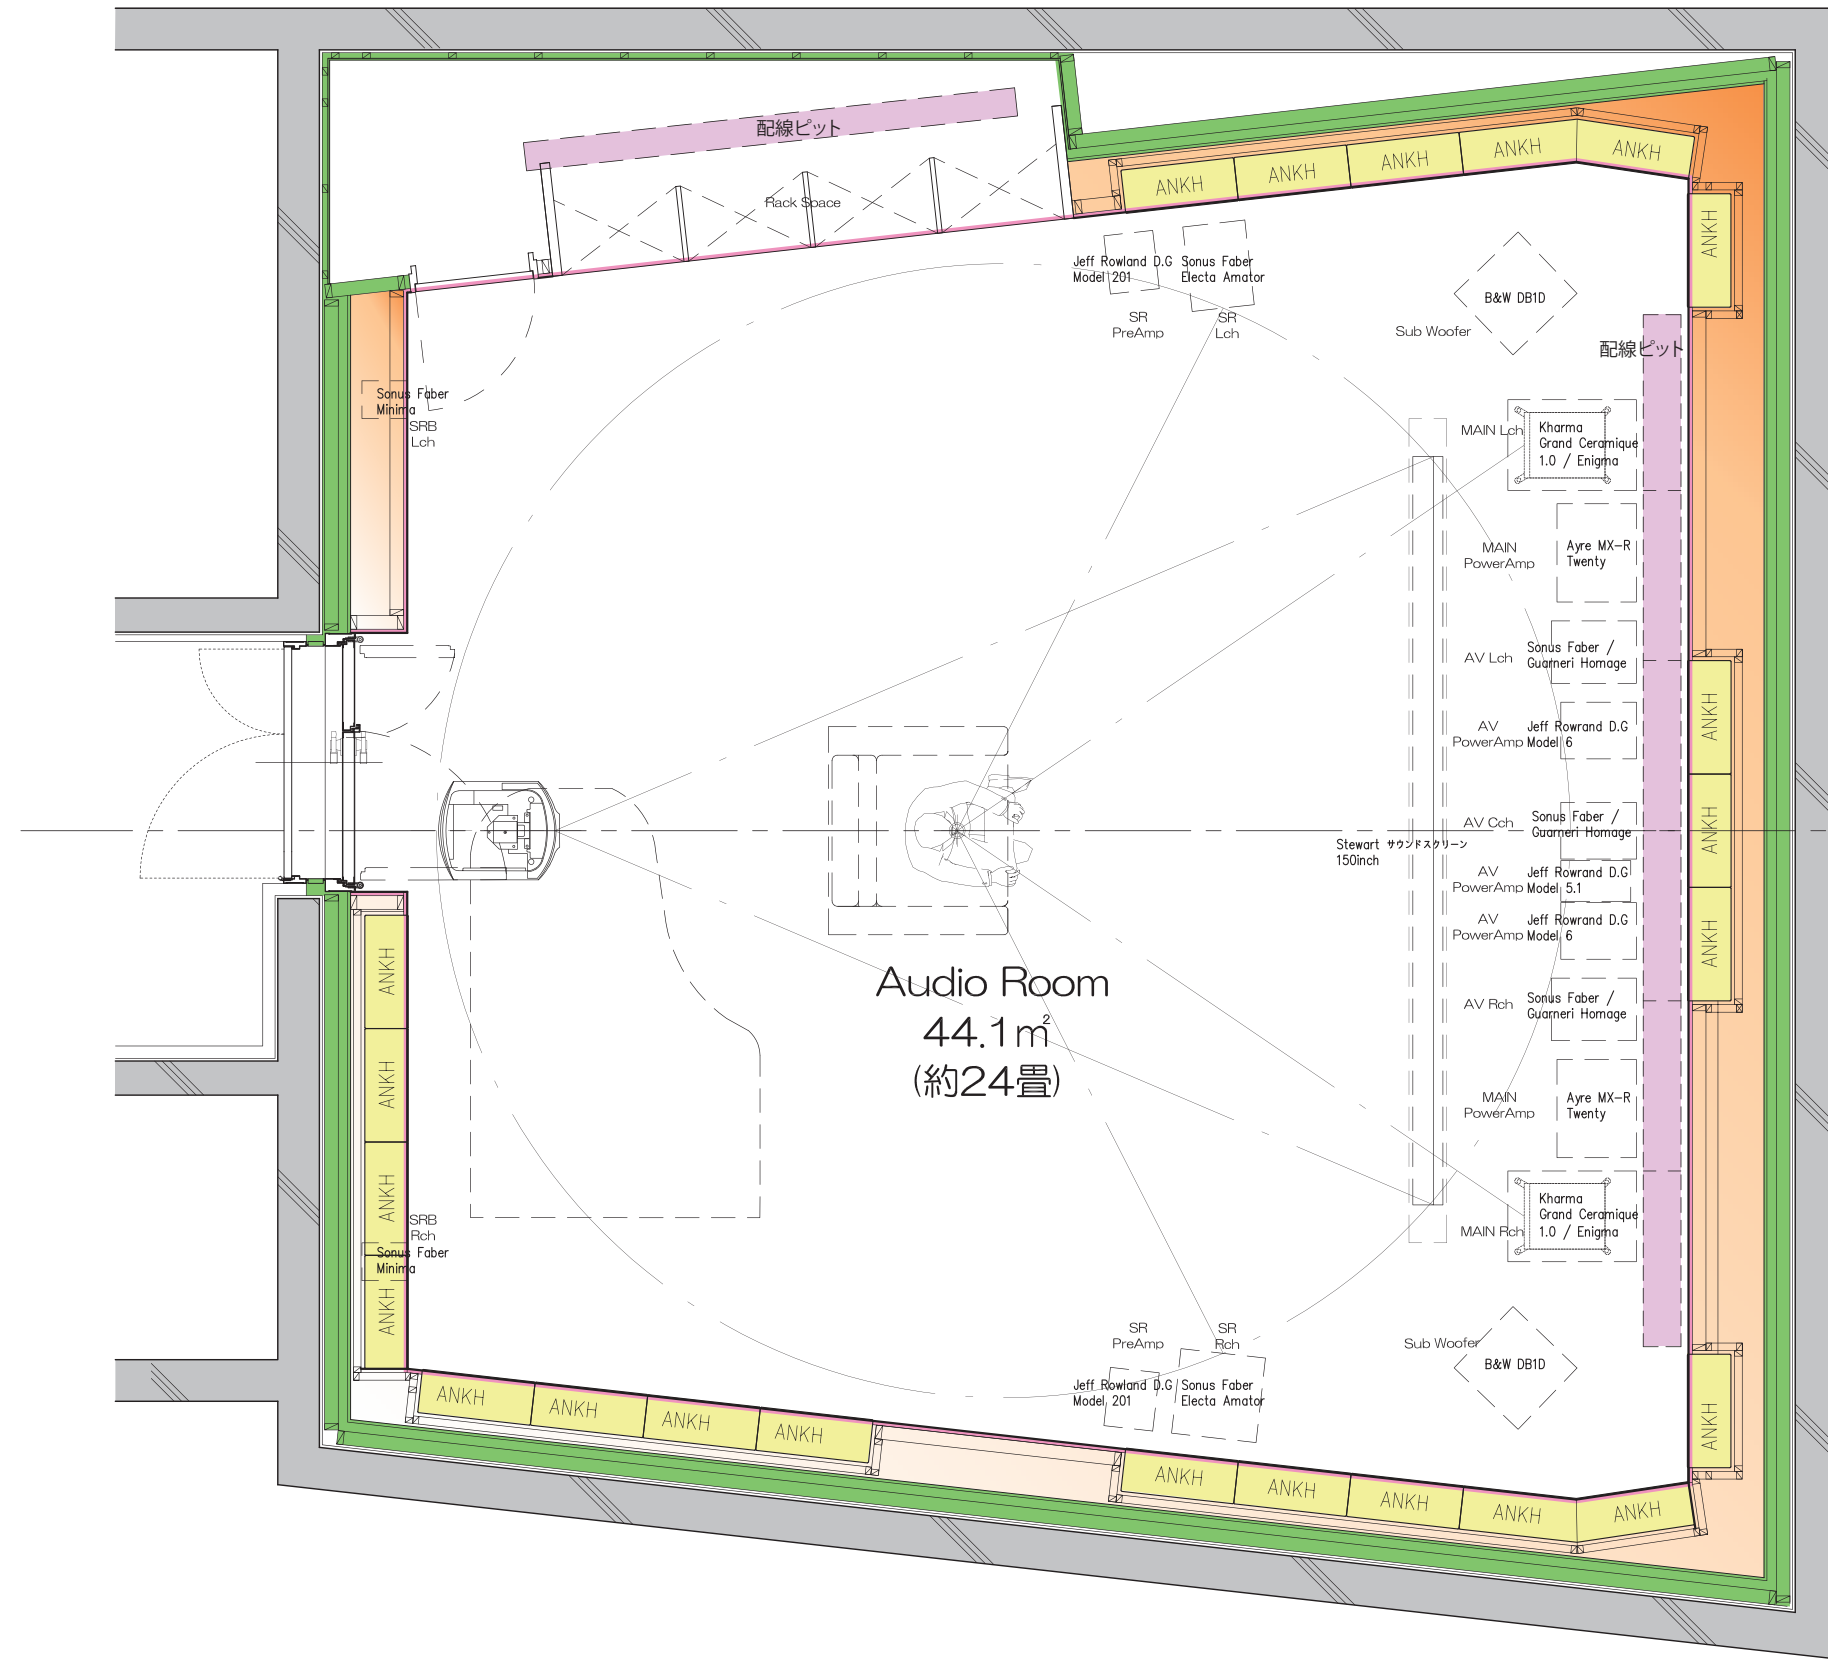 配線ピット
ANKH
ANKH
ANKH
ANKH
ANKH
Rack Space
ANKH
Jeff Rowland D.G
Model 201
Sonus Faber
Electa Amator
SR
PreAmp
SR
Lch
B&W DB1D
Sub Woofer
配線ピット
Sonus Faber
Minima
SRB
Lch
MAIN Lch
Kharma
Grand Ceramique
1.0 / Enigma
MAIN
PowerAmp
Ayre MX-R
Twenty
AV Lch
Sonus Faber /
Guarneri Homage
ANKH
AV
PowerAmp
Jeff Rowrand D.G
Model 6
AV Cch
Sonus Faber /
Guarneri Homage
ANKH
Stewart サウンドスクリーン
150inch
AV
PowerAmp
Jeff Rowrand D.G
Model 5.1
AV
PowerAmp
Jeff Rowrand D.G
Model 6
ANKH
ANKH
Audio Room
44.1㎡
(約24畳)
AV Rch
Sonus Faber /
Guarneri Homage
ANKH
MAIN
PowerAmp
Ayre MX-R
Twenty
ANKH
SRB
Rch
Sonus Faber
Minima
ANKH
MAIN Rch
Kharma
Grand Ceramique
1.0 / Enigma
SR
PreAmp
SR
Rch
Sub Woofer
B&W DB1D
Jeff Rowland D.G
Model 201
Sonus Faber
Electa Amator
ANKH
ANKH
ANKH
ANKH
ANKH
ANKH
ANKH
ANKH
ANKH
ANKH